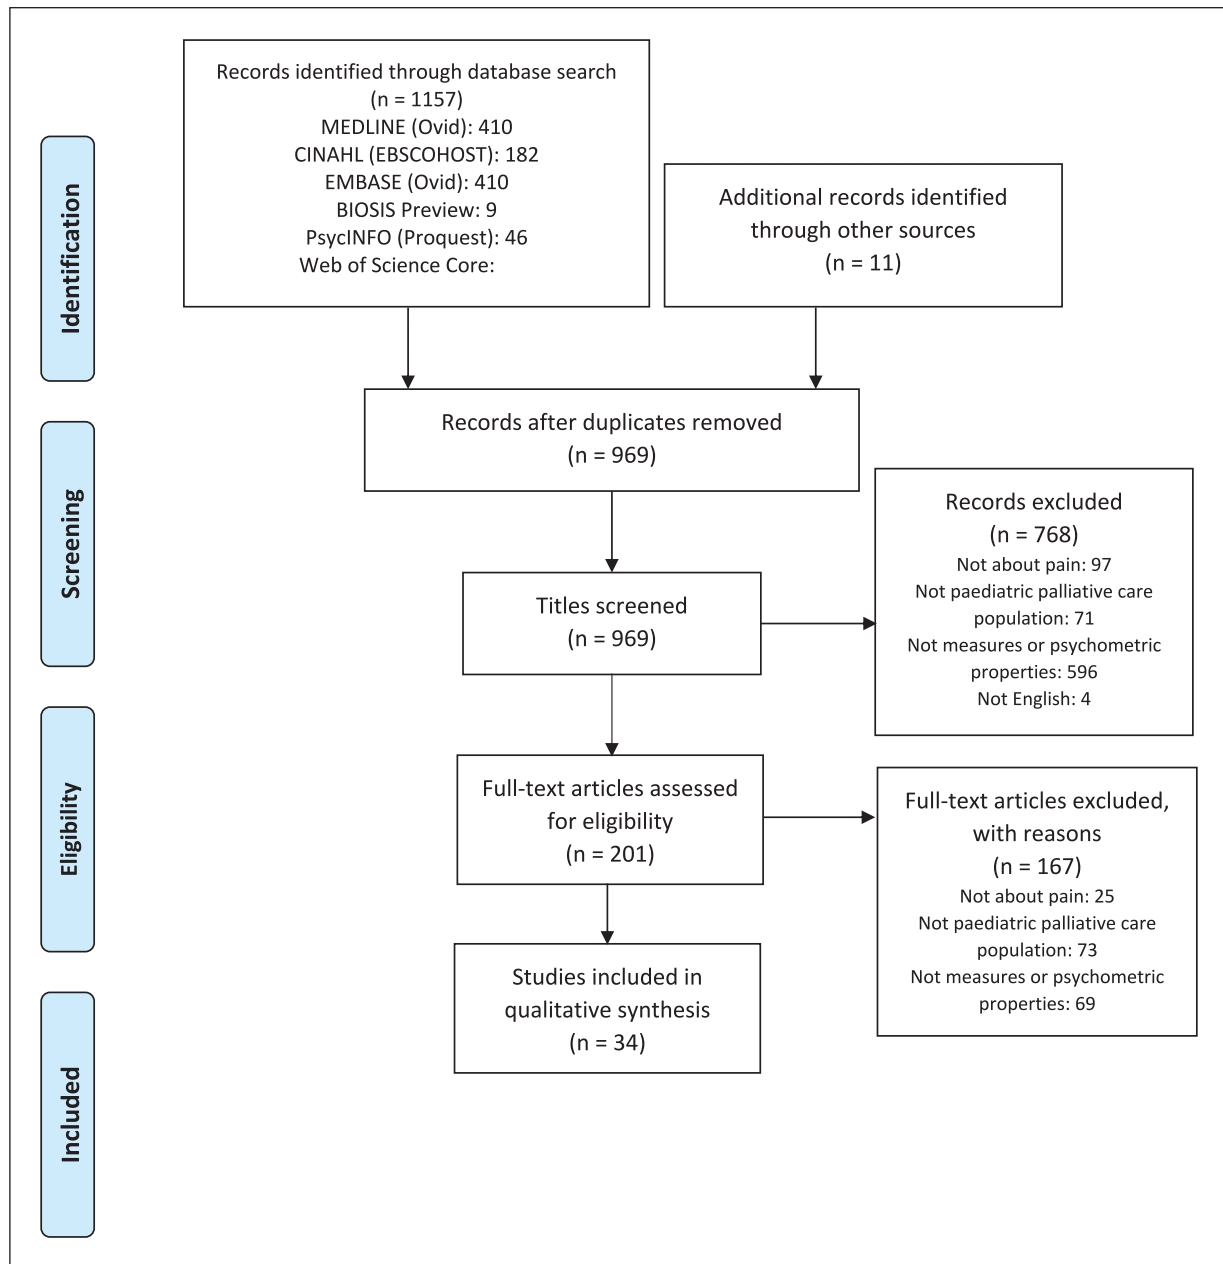 Records identified through database search
(n = 1157)
MEDLINE (Ovid): 410
CINAHL (EBSCOHOST): 182
EMBASE (Ovid): 410
BIOSIS Preview: 9
PsycINFO (Proquest): 46
Web of Science Core:
Additional records identified
through other sources
(n = 11)
Identification
Records after duplicates removed
(n = 969)
Screening
Titles screened
(n = 969)
Records excluded
(n = 768)
Not about pain: 97
Not paediatric palliative care
population: 71
Not measures or psychometric
properties: 596
Not English: 4
Eligibility
Full-text articles assessed
for eligibility
(n = 201)
Full-text articles excluded,
with reasons
(n = 167)
Not about pain: 25
Not paediatric palliative care
population: 73
Not measures or psychometric
properties: 69
Included
Studies included in
qualitative synthesis
(n = 34)